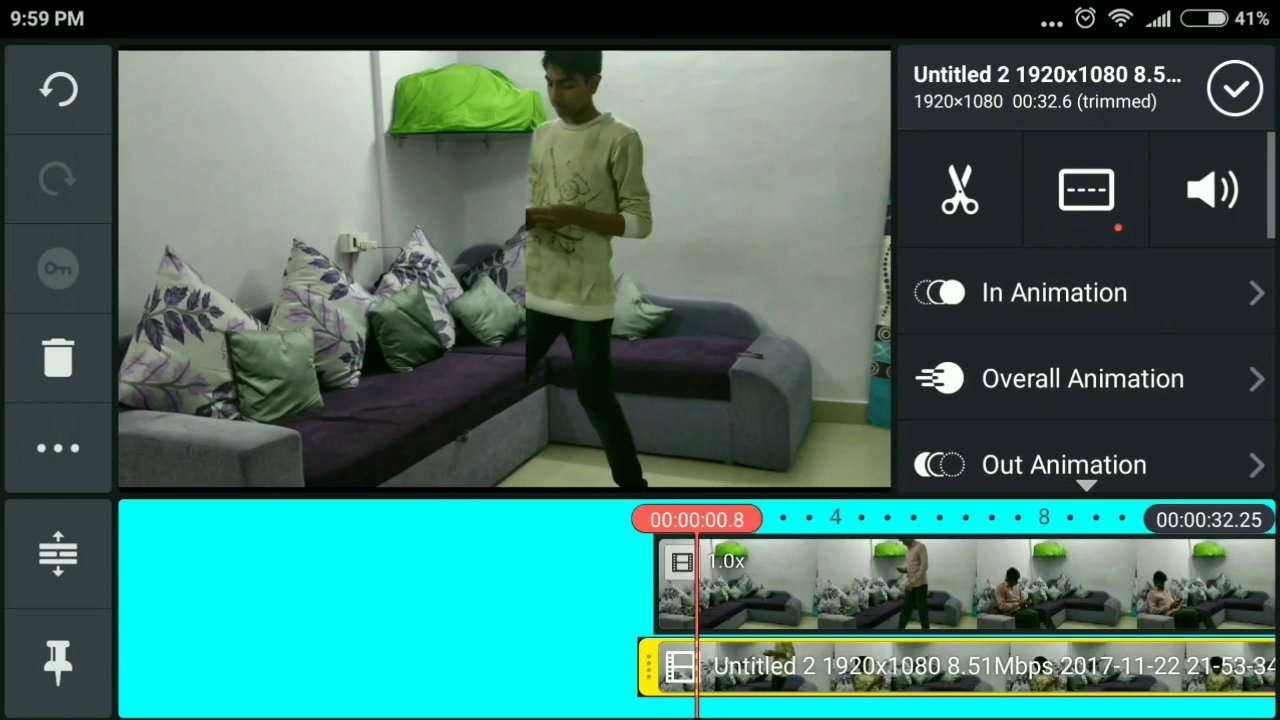 9:59 PM
41%
Untitled 2 1920x1080 8.5...
1920×1080 00:32.6 (trimmed)
In Animation
Overall Animation
Out Animation
00:00:00.8
4
8
00:00:32.25
1.0x
Untitled 2 1920x1080 8.51Mbps 2017-11-22 21-53-34